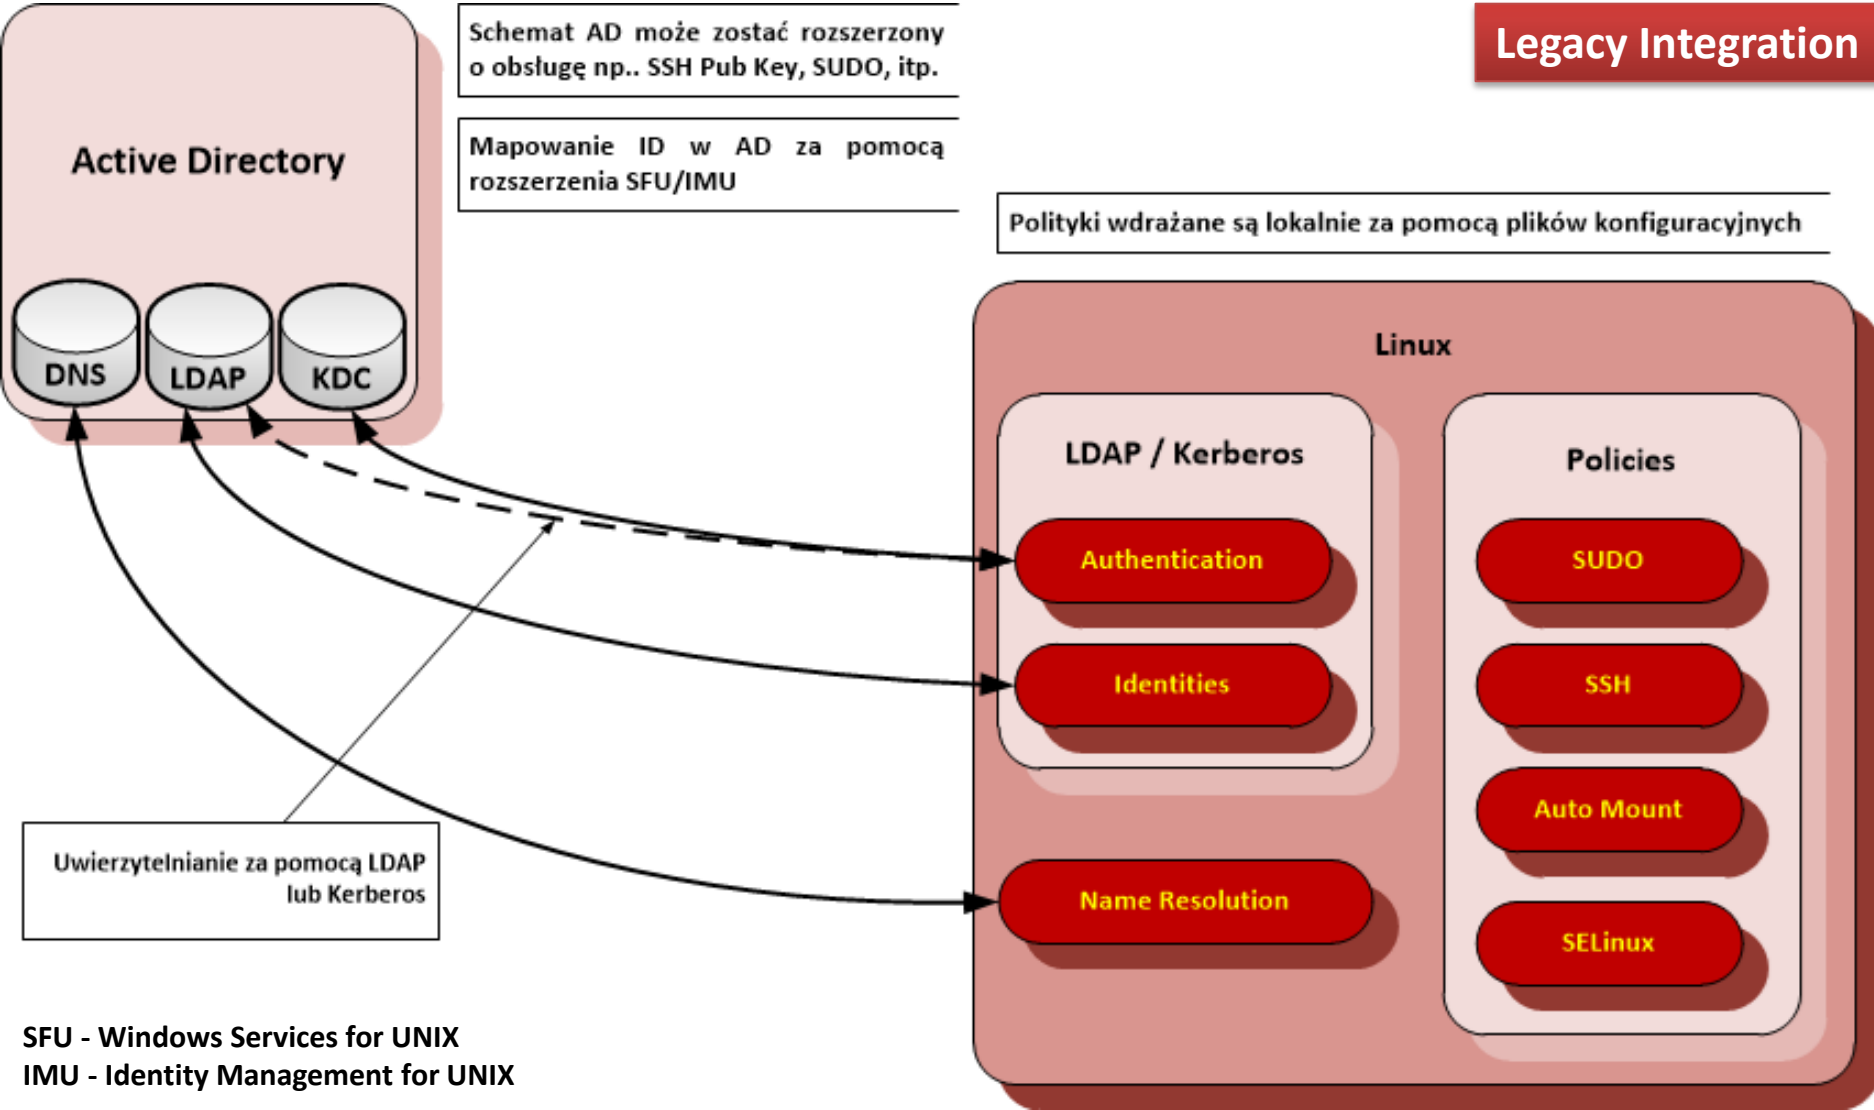 Legacy Integration
Schemat AD może zostać rozszerzony
o obsługę np.. SSH Pub Key, SUDO, itp.
Mapowanie ID w AD za pomocą
rozszerzenia SFU/IMU
Active Directory
DNS
LDAP
KDC
Polityki wdrażane są lokalnie za pomocą plików konfiguracyjnych
Linux
LDAP / Kerberos
Authentication
Identities
Name Resolution
Policies
SUDO
SSH
Auto Mount
SELinux
Uwierzytelnianie za pomocą LDAP
lub Kerberos
SFU - Windows Services for UNIX
IMU - Identity Management for UNIX